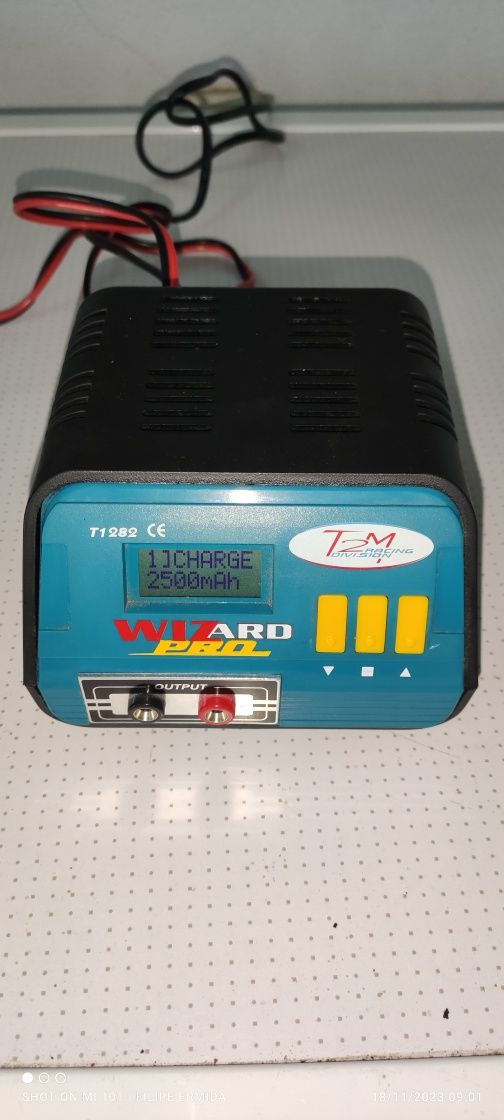 T1282 CE
1]CHARGE
2500mAh
T2M
RACING
DIVISION
WIZARD
PRO
OUTPUT
▼ ■ ▲
SHOT ON MI 10T · FILIPE ERMIDA
18/11/2023 09:01